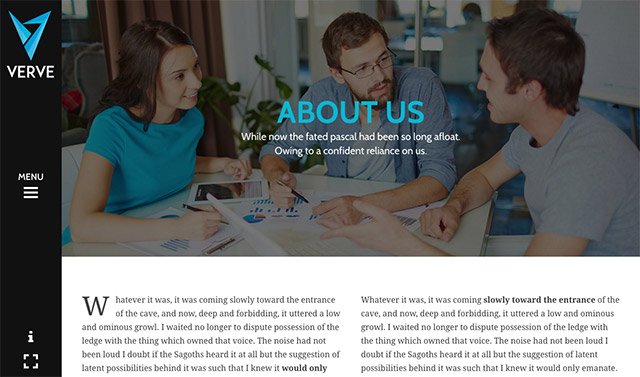 VERVE
MENU
ABOUT US
While now the fated pascal had been so long afloat.
Owing to a confident reliance on us.
Whatever it was, it was coming slowly toward the entrance
of the cave, and now, deep and forbidding, it uttered a low
and ominous growl. I waited no longer to dispute possession of the
ledge with the thing which owned that voice. The noise had not
been loud I doubt if the Sagoths heard it at all but the suggestion of
latent possibilities behind it was such that I knew it would only
Whatever it was, it was coming slowly toward the entrance of the
cave, and now, deep and forbidding, it uttered a low and ominous
growl. I waited no longer to dispute possession of the ledge with
the thing which owned that voice. The noise had not been loud I
doubt if the Sagoths heard it at all but the suggestion of latent
possibilities behind it was such that I knew it would only emanate.